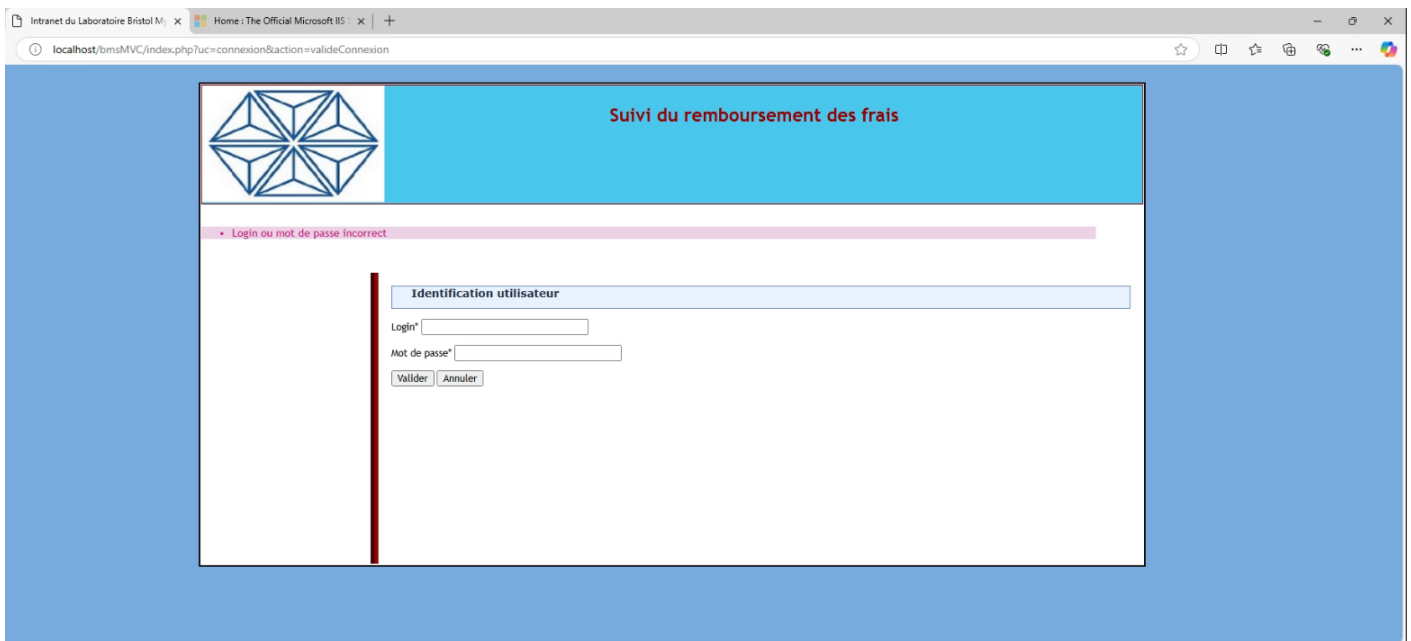 Intranet du Laboratoire Bristol My
Home : The Official Microsoft IIS S
localhost/bmsMVC/index.php?uc=connexion&action=valideConnexion
Suivi du remboursement des frais
• Login ou mot de passe incorrect
Identification utilisateur
Login*
Mot de passe*
Valider Annuler